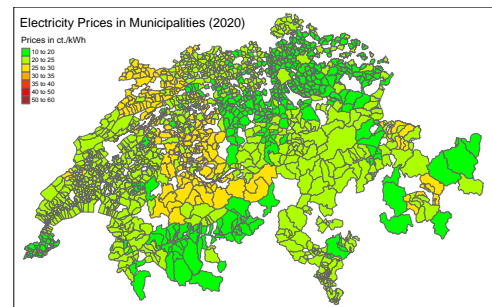 Electricity Prices in Municipalities (2020)
Prices in ct./kWh
10 to 20
20 to 25
25 to 30
30 to 35
35 to 40
40 to 50
50 to 60